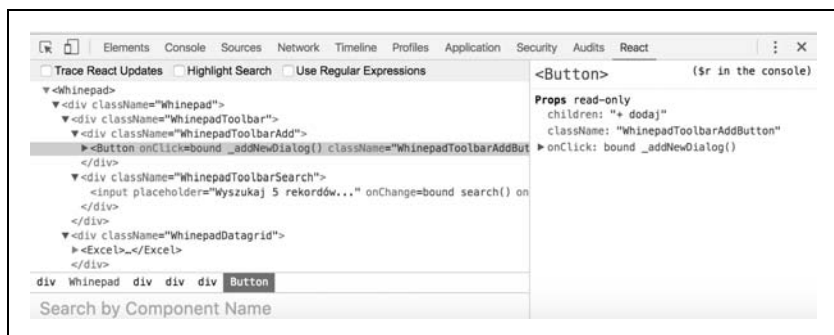 Elements Console Sources Network Timeline Profiles Application Security Audits React
Trace React Updates Highlight Search Use Regular Expressions
<Whinepad>
<div className="Whinepad">
<div className="WhinepadToolbar">
<div className="WhinepadToolbarAdd">
<Button onClick=bound _addNewDialog() className="WhinepadToolbarAddBut
</div>
<div className="WhinepadToolbarSearch">
<input placeholder="Wyszukaj 5 rekordów..." onChange=bound search() on
</div>
</div>
<div className="WhinepadDatagrid">
<Excel>…</Excel>
</div>
div Whinepad div div div Button
Search by Component Name
<Button> ($r in the console)
Props read-only
children: "+ dodaj"
className: "WhinepadToolbarAddButton"
onClick: bound _addNewDialog()